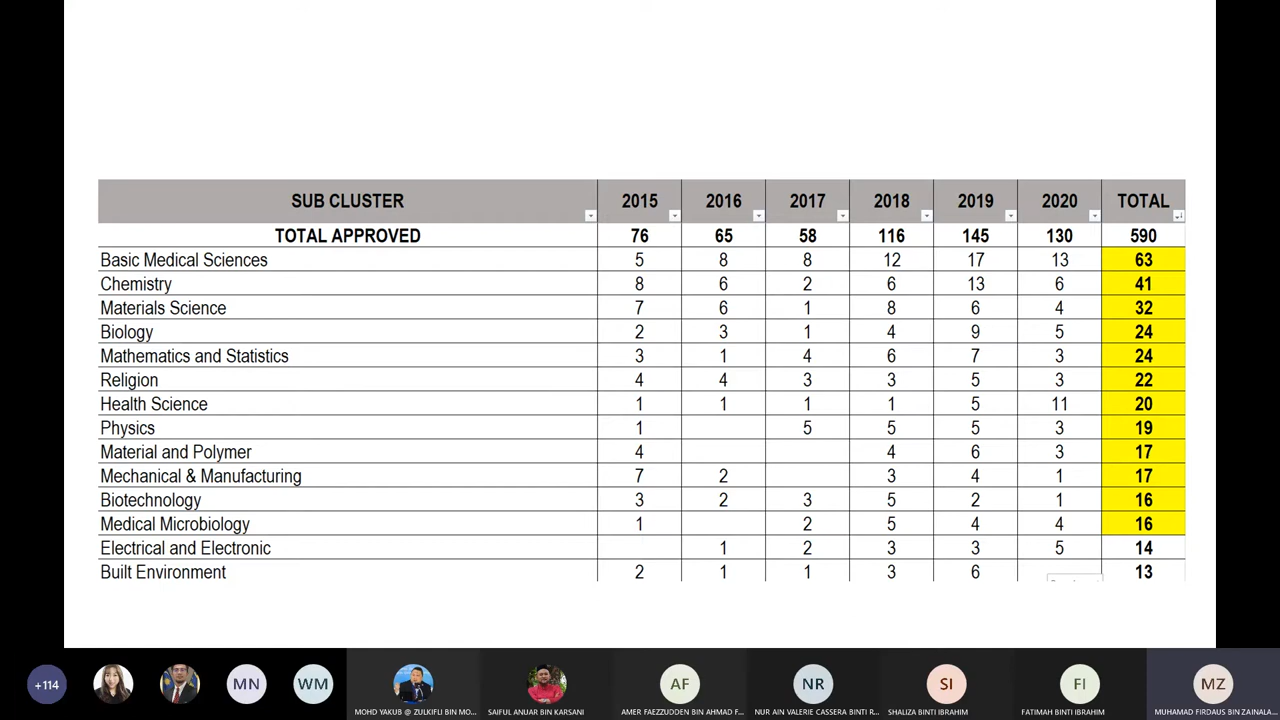 SUB CLUSTER 2015 2016 2017 2018 2019 2020 TOTAL
TOTAL APPROVED 76 65 58 116 145 130 590
Basic Medical Sciences 5 8 8 12 17 13 63
Chemistry 8 6 2 6 13 6 41
Materials Science 7 6 1 8 6 4 32
Biology 2 3 1 4 9 5 24
Mathematics and Statistics 3 1 4 6 7 3 24
Religion 4 4 3 3 5 3 22
Health Science 1 1 1 1 5 11 20
Physics 1 5 5 5 3 19
Material and Polymer 4 4 6 3 17
Mechanical & Manufacturing 7 2 3 4 1 17
Biotechnology 3 2 3 5 2 1 16
Medical Microbiology 1 2 5 4 4 16
Electrical and Electronic 1 2 3 3 5 14
Built Environment 2 1 1 3 6 13
+114 MN WM AF NR SI FI MZ
MOHD YAKUB @ ZULKIFLI BIN MO... SAIFUL ANUAR BIN KARSANI AMER FAEZZUDDEN BIN AHMAD F... NUR AIN VALERIE CASSERA BINTI R... SHALIZA BINTI IBRAHIM FATIMAH BINTI IBRAHIM MUHAMAD FIRDAUS BIN ZAINALA...